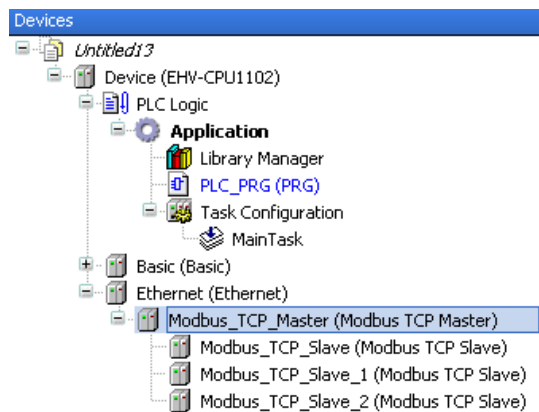 Devices
Untitled13
Device (EHV-CPU1102)
PLC Logic
Application
Library Manager
PLC_PRG (PRG)
Task Configuration
MainTask
Basic (Basic)
Ethernet (Ethernet)
Modbus_TCP_Master (Modbus TCP Master)
Modbus_TCP_Slave (Modbus TCP Slave)
Modbus_TCP_Slave_1 (Modbus TCP Slave)
Modbus_TCP_Slave_2 (Modbus TCP Slave)